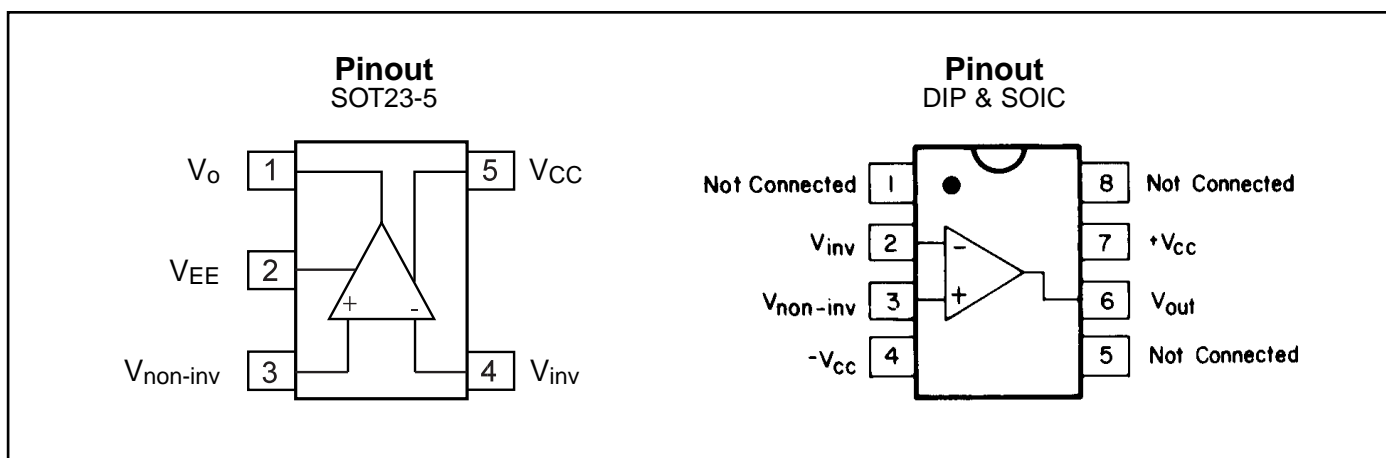 Pinout
SOT23-5
Vo 1
5 VCC
VEE 2
+ -
Vnon-inv 3
4 Vinv
Pinout
DIP & SOIC
Not Connected 1
8 Not Connected
Vinv 2 -
7 +Vcc
Vnon-inv 3 +
6 Vout
-Vcc 4
5 Not Connected